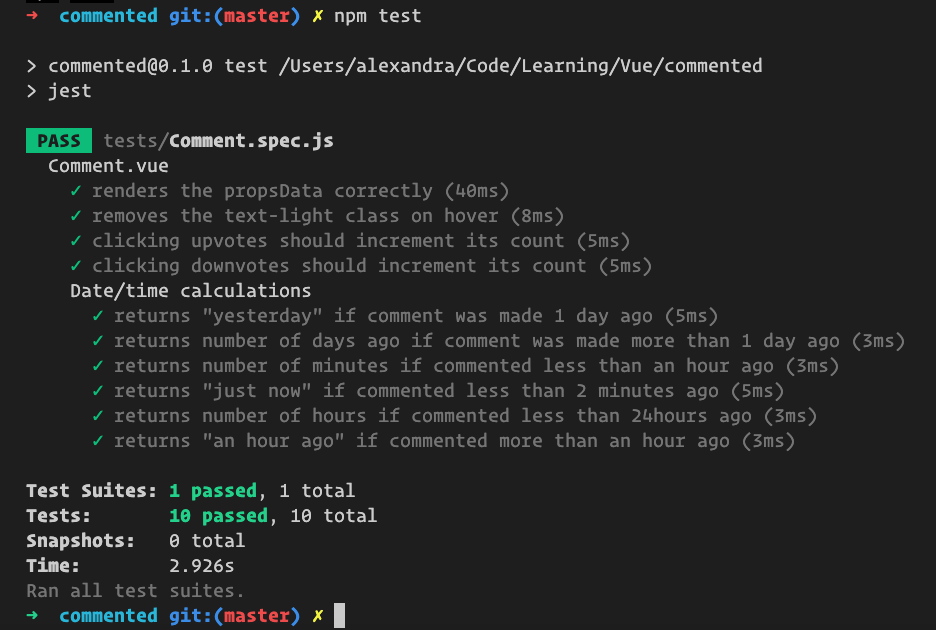 ➜ commented git:(master) ✗ npm test
> commented@0.1.0 test /Users/alexandra/Code/Learning/Vue/commented
> jest
PASS tests/Comment.spec.js
Comment.vue
✓ renders the propsData correctly (40ms)
✓ removes the text-light class on hover (8ms)
✓ clicking upvotes should increment its count (5ms)
✓ clicking downvotes should increment its count (5ms)
Date/time calculations
✓ returns "yesterday" if comment was made 1 day ago (5ms)
✓ returns number of days ago if comment was made more than 1 day ago (3ms)
✓ returns number of minutes if commented less than an hour ago (3ms)
✓ returns "just now" if commented less than 2 minutes ago (5ms)
✓ returns number of hours if commented less than 24hours ago (3ms)
✓ returns "an hour ago" if commented more than an hour ago (3ms)
Test Suites: 1 passed, 1 total
Tests: 10 passed, 10 total
Snapshots: 0 total
Time: 2.926s
Ran all test suites.
➜ commented git:(master) ✗